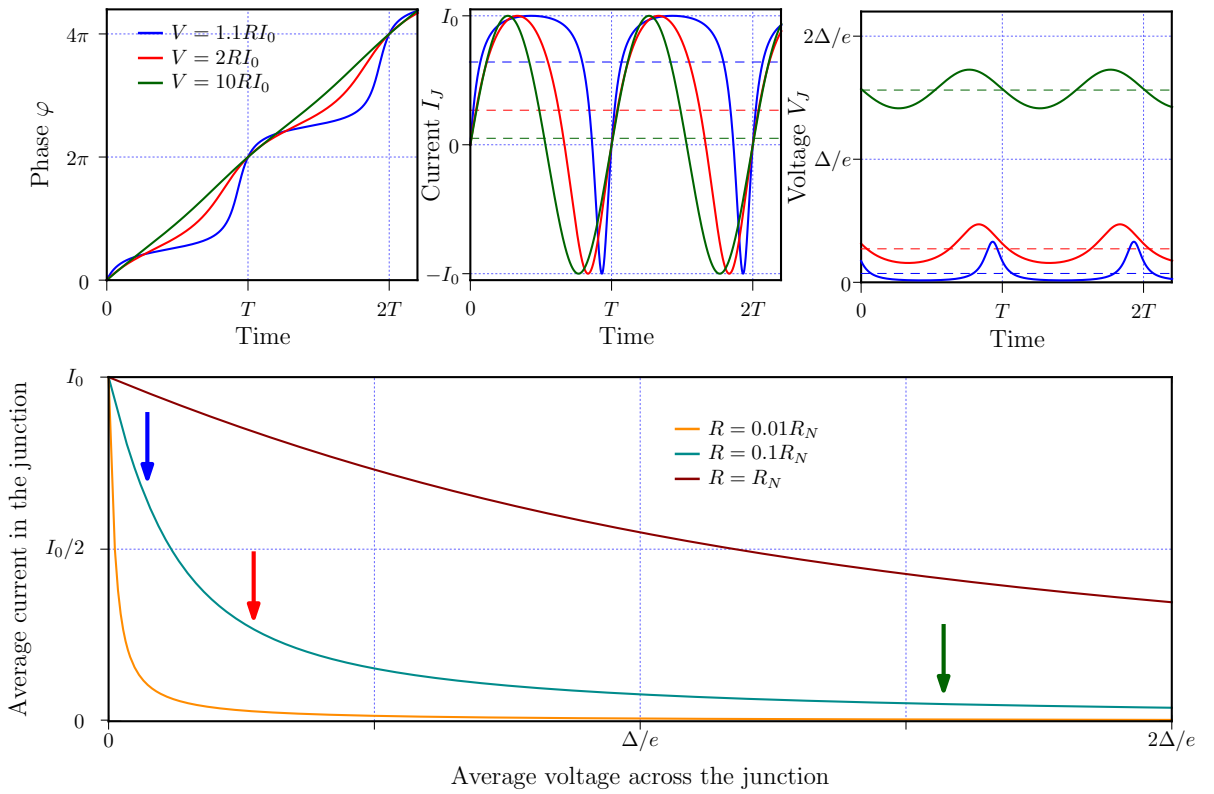 Phase φ
4π
2π
0
V = 1.1RI₀
V = 2RI₀
V = 10RI₀
0
T
2T
Time
Current I_J
I₀
0
−I₀
0
T
2T
Time
Voltage V_J
2Δ/e
Δ/e
0
0
T
2T
Time
Average current in the junction
I₀
I₀/2
0
R = 0.01R_N
R = 0.1R_N
R = R_N
0
Δ/e
2Δ/e
Average voltage across the junction